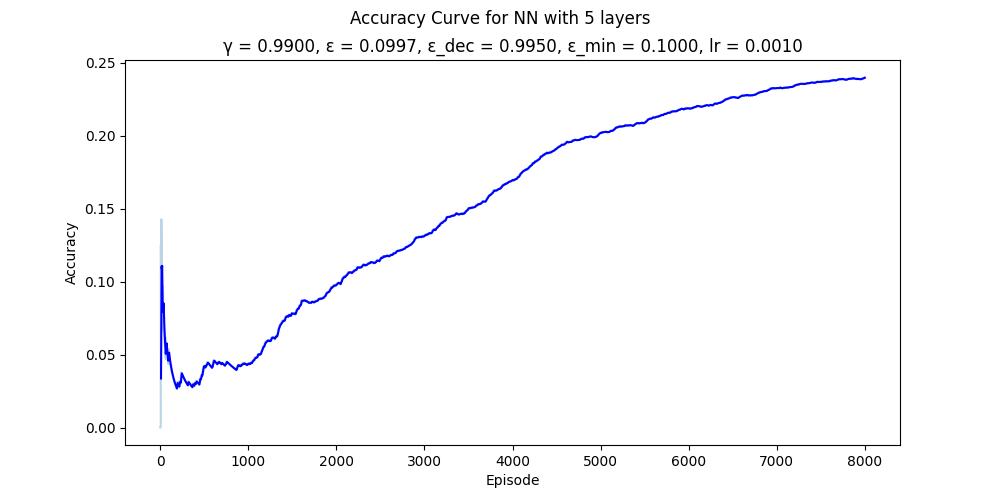 Accuracy Curve for NN with 5 layers
γ = 0.9900, ε = 0.0997, ε_dec = 0.9950, ε_min = 0.1000, lr = 0.0010
0.25
0.20
0.15
0.10
0.05
0.00
Accuracy
0 1000 2000 3000 4000 5000 6000 7000 8000
Episode